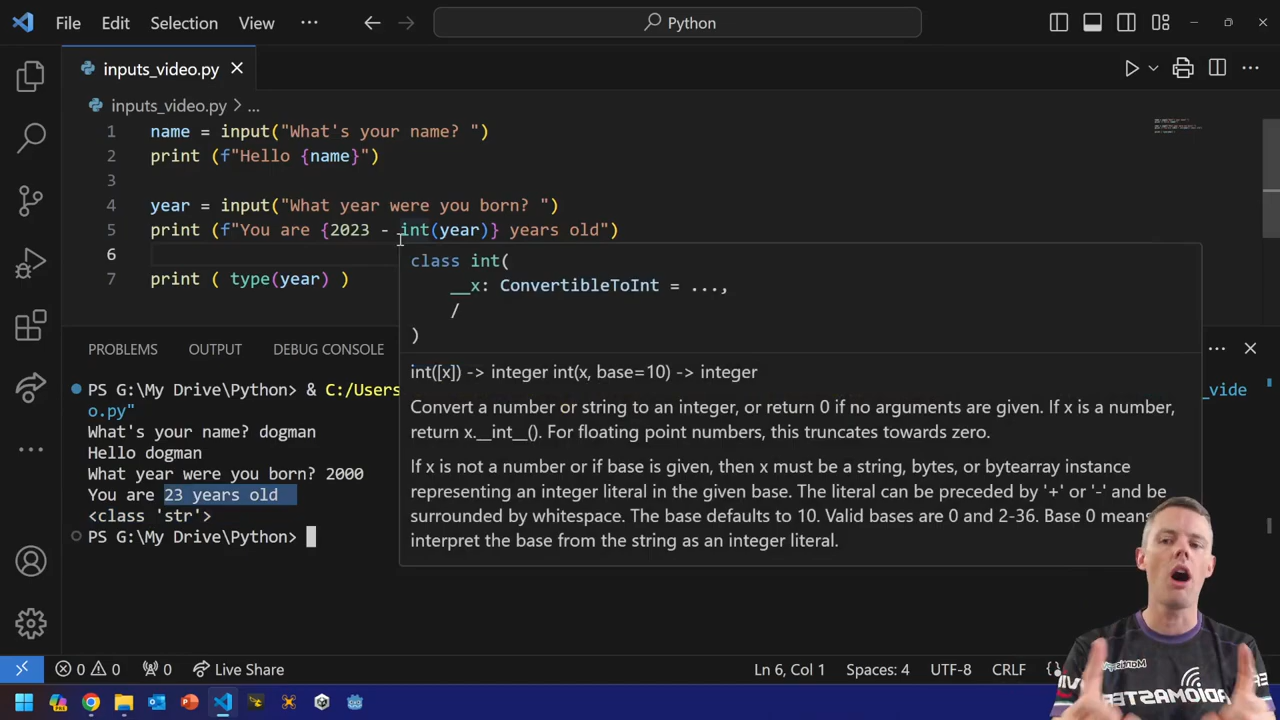 File Edit Selection View ··· Python
inputs_video.py
inputs_video.py > ...
1 name = input("What's your name? ")
2 print (f"Hello {name}")
3
4 year = input("What year were you born? ")
5 print (f"You are {2023 - int(year)} years old")
6
7 print ( type(year) )
class int(
__x: ConvertibleToInt = ...,
/
)
int([x]) -> integer int(x, base=10) -> integer
Convert a number or string to an integer, or return 0 if no arguments are given. If x is a number,
return x.__int__(). For floating point numbers, this truncates towards zero.
If x is not a number or if base is given, then x must be a string, bytes, or bytearray instance
representing an integer literal in the given base. The literal can be preceded by '+' or '-' and be
surrounded by whitespace. The base defaults to 10. Valid bases are 0 and 2-36. Base 0 means
interpret the base from the string as an integer literal.
PROBLEMS OUTPUT DEBUG CONSOLE
PS G:\My Drive\Python> & C:/Users _vide
o.py"
What's your name? dogman
Hello dogman
What year were you born? 2000
You are 23 years old
<class 'str'>
PS G:\My Drive\Python>
0 0 0 Live Share Ln 6, Col 1 Spaces: 4 UTF-8 CRLF {